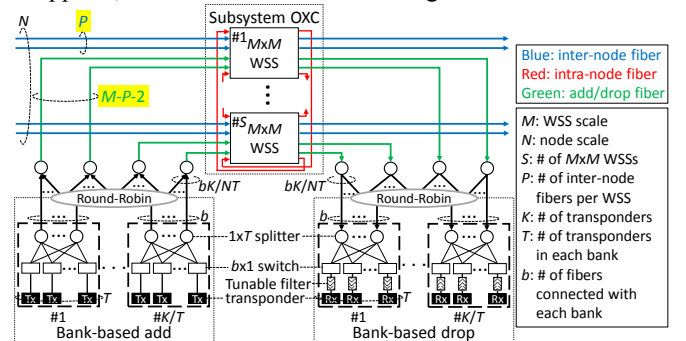 N
P
Subsystem OXC
#1 MxM
WSS
M-P-2
#S MxM
WSS
Blue: inter-node fiber
Red: intra-node fiber
Green: add/drop fiber
M: WSS scale
N: node scale
S: # of MxM WSSs
P: # of inter-node
fibers per WSS
K: # of transponders
T: # of transponders
in each bank
b: # of fibers
connected with
each bank
bK/NT
bK/NT
Round-Robin
Round-Robin
b
b
1xT splitter
bx1 switch
Tunable filter
transponder
Tx Tx Tx T
Tx Tx Tx
Rx Rx Rx T
Rx Rx Rx
#1
#K/T
#1
#K/T
Bank-based add
Bank-based drop